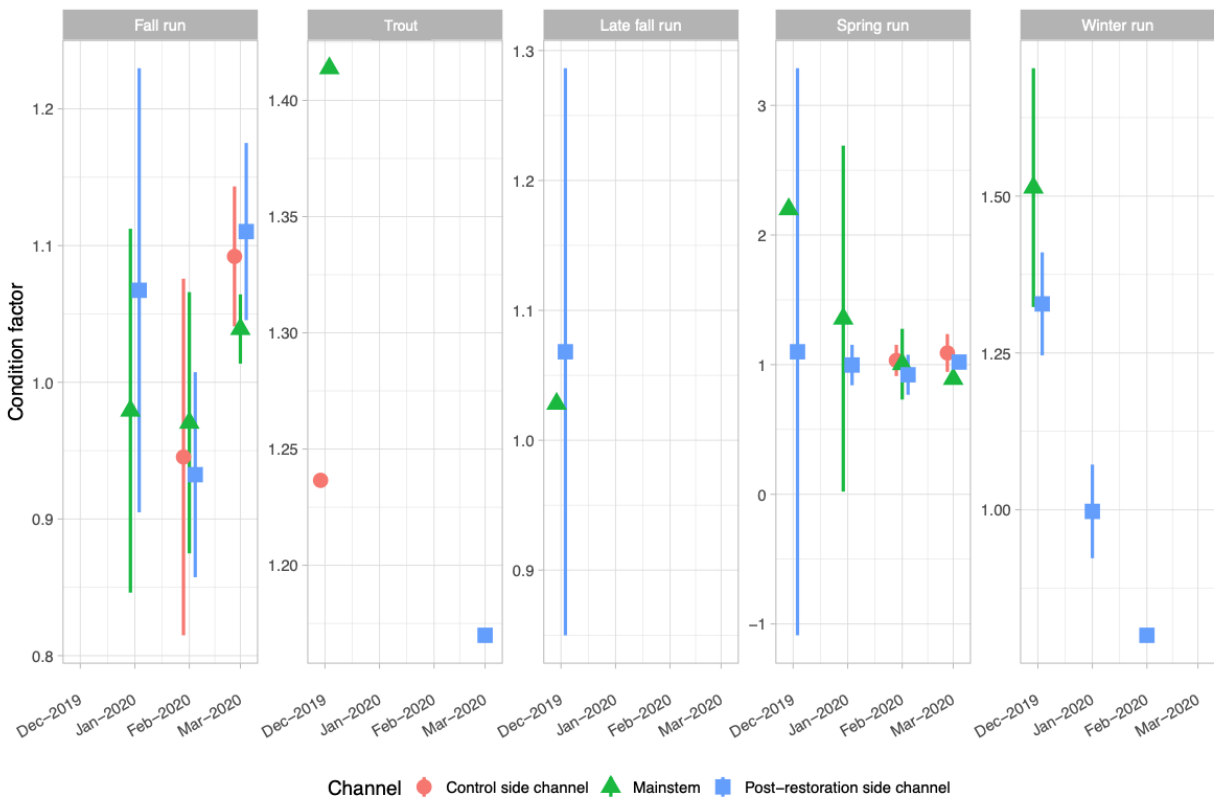 Fall run
Trout
Late fall run
Spring run
Winter run
Condition factor
1.2
1.1
1.0
0.9
0.8
1.40
1.35
1.30
1.25
1.20
1.3
1.2
1.1
1.0
0.9
3
2
1
0
−1
1.50
1.25
1.00
Dec−2019
Jan−2020
Feb−2020
Mar−2020
Dec−2019
Jan−2020
Feb−2020
Mar−2020
Dec−2019
Jan−2020
Feb−2020
Mar−2020
Dec−2019
Jan−2020
Feb−2020
Mar−2020
Dec−2019
Jan−2020
Feb−2020
Mar−2020
Channel Control side channel Mainstem Post−restoration side channel